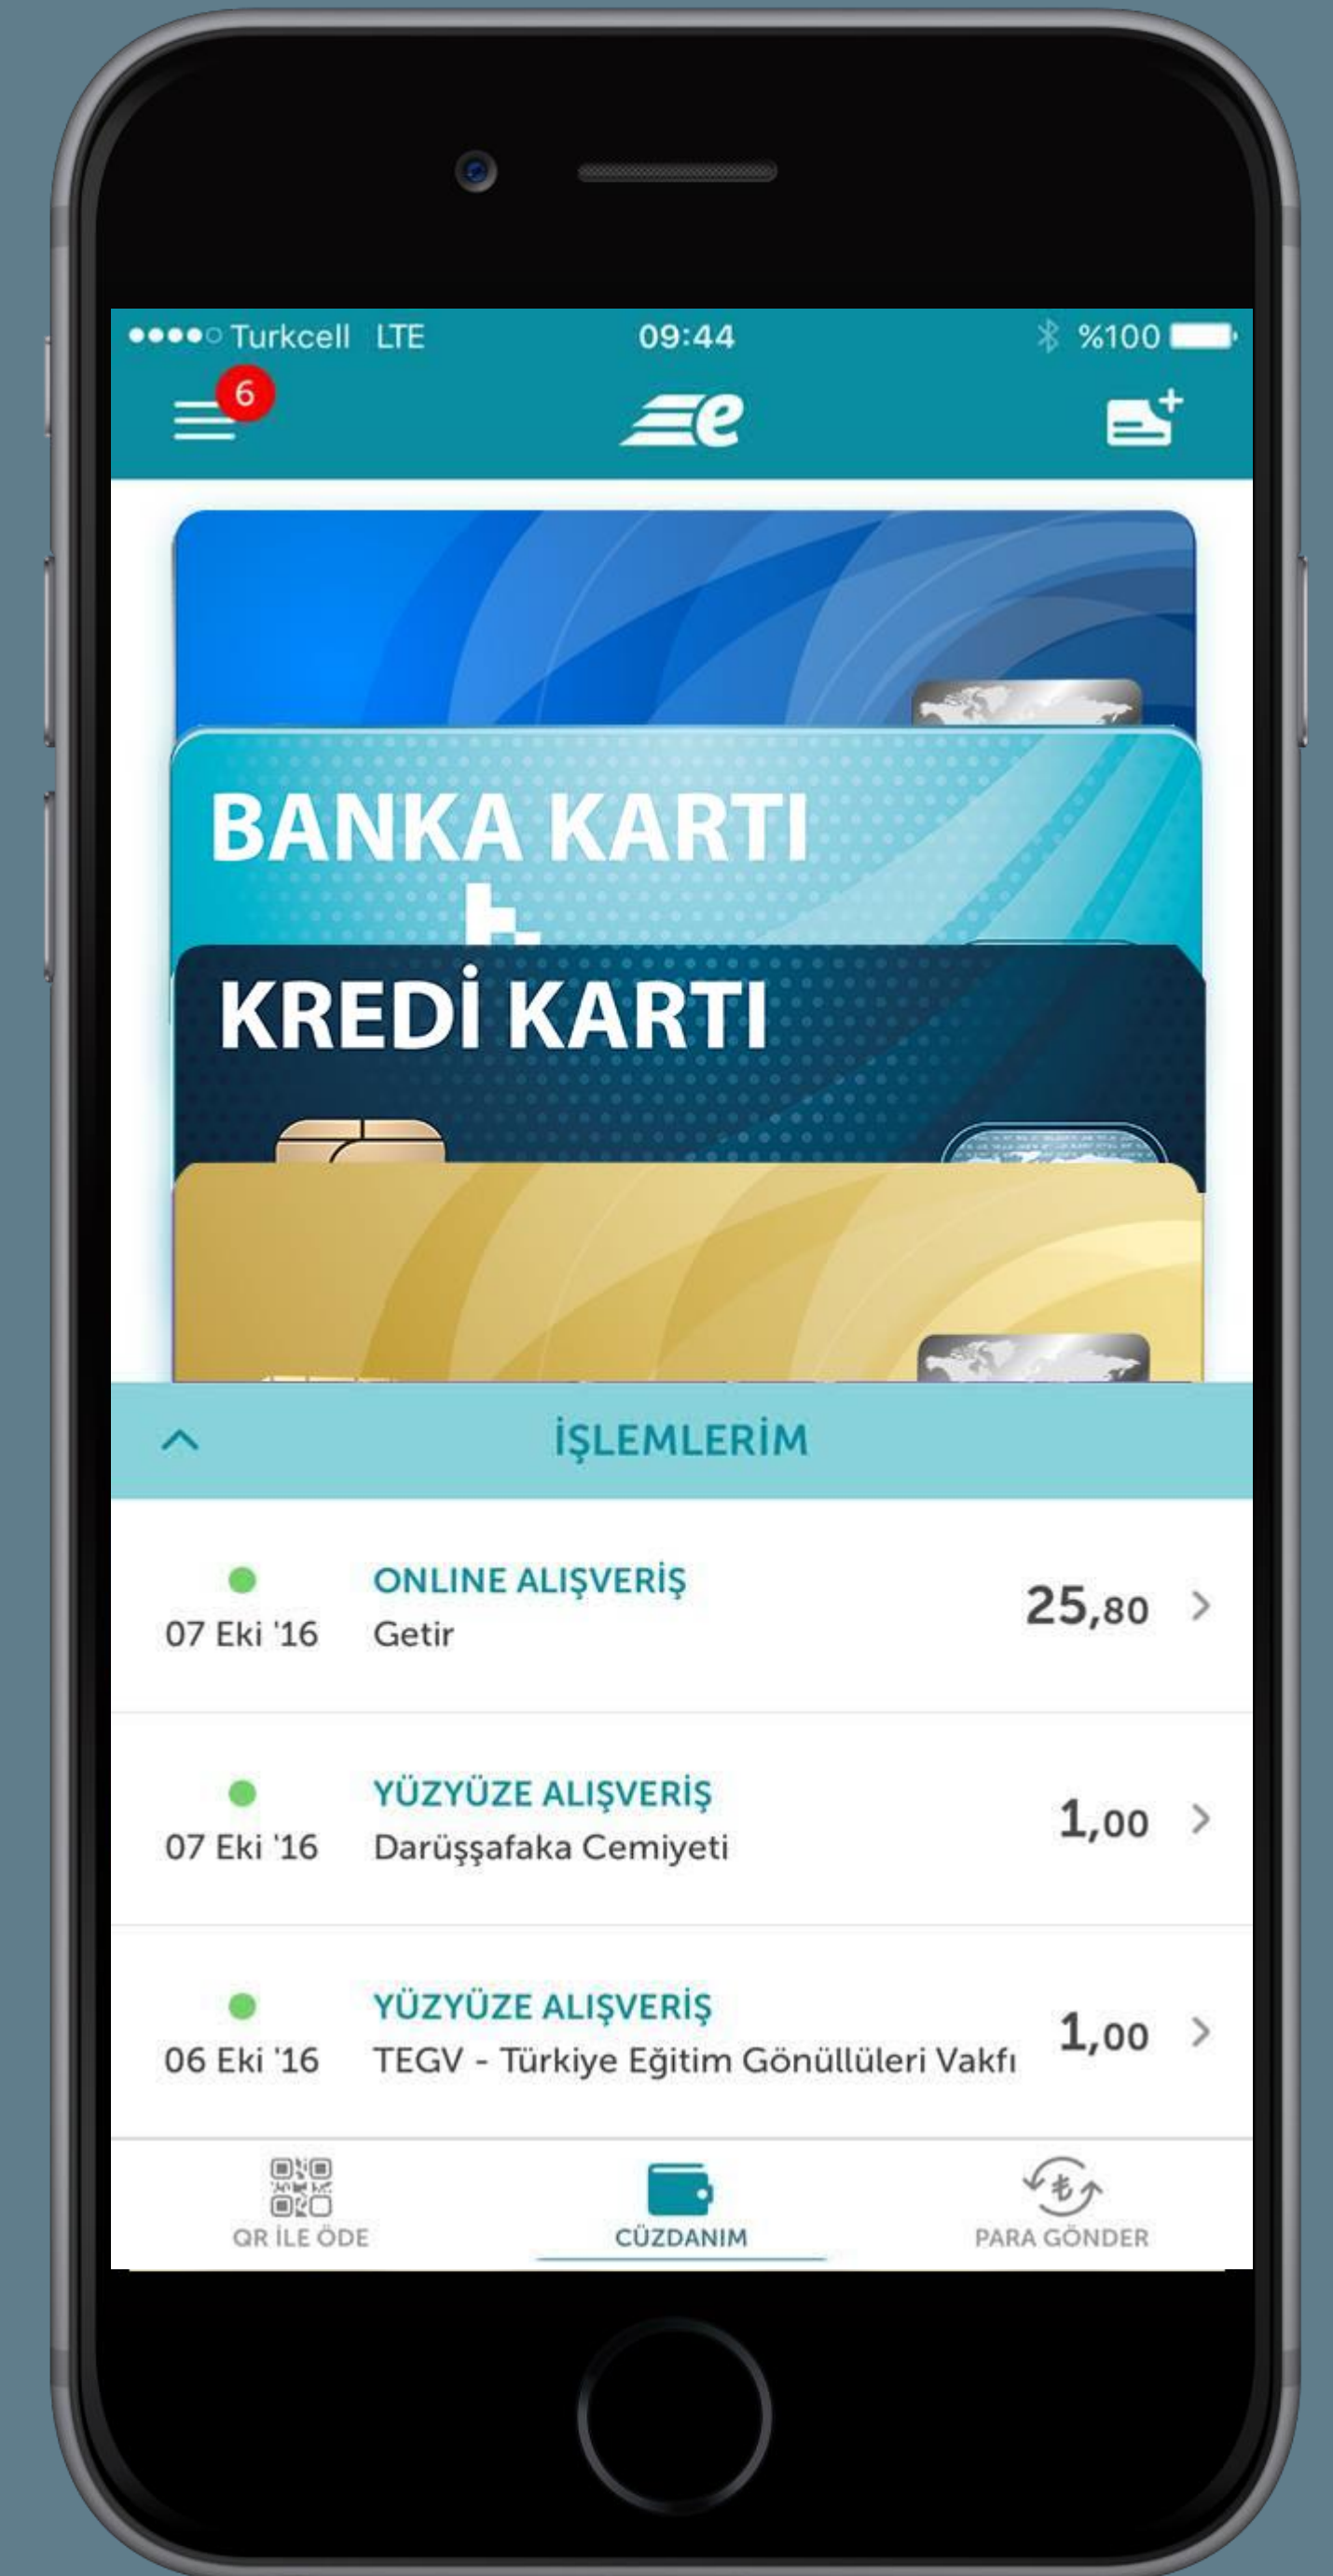 Turkcell LTE 09:44 %100
6
e
BANKA KARTI
KREDİ KARTI
İŞLEMLERİM
ONLINE ALIŞVERİŞ
07 Eki '16 Getir 25,80
YÜZYÜZE ALIŞVERİŞ
07 Eki '16 Darüşşafaka Cemiyeti 1,00
YÜZYÜZE ALIŞVERİŞ
06 Eki '16 TEGV - Türkiye Eğitim Gönüllüleri Vakfı 1,00
QR İLE ÖDE CÜZDANIM PARA GÖNDER